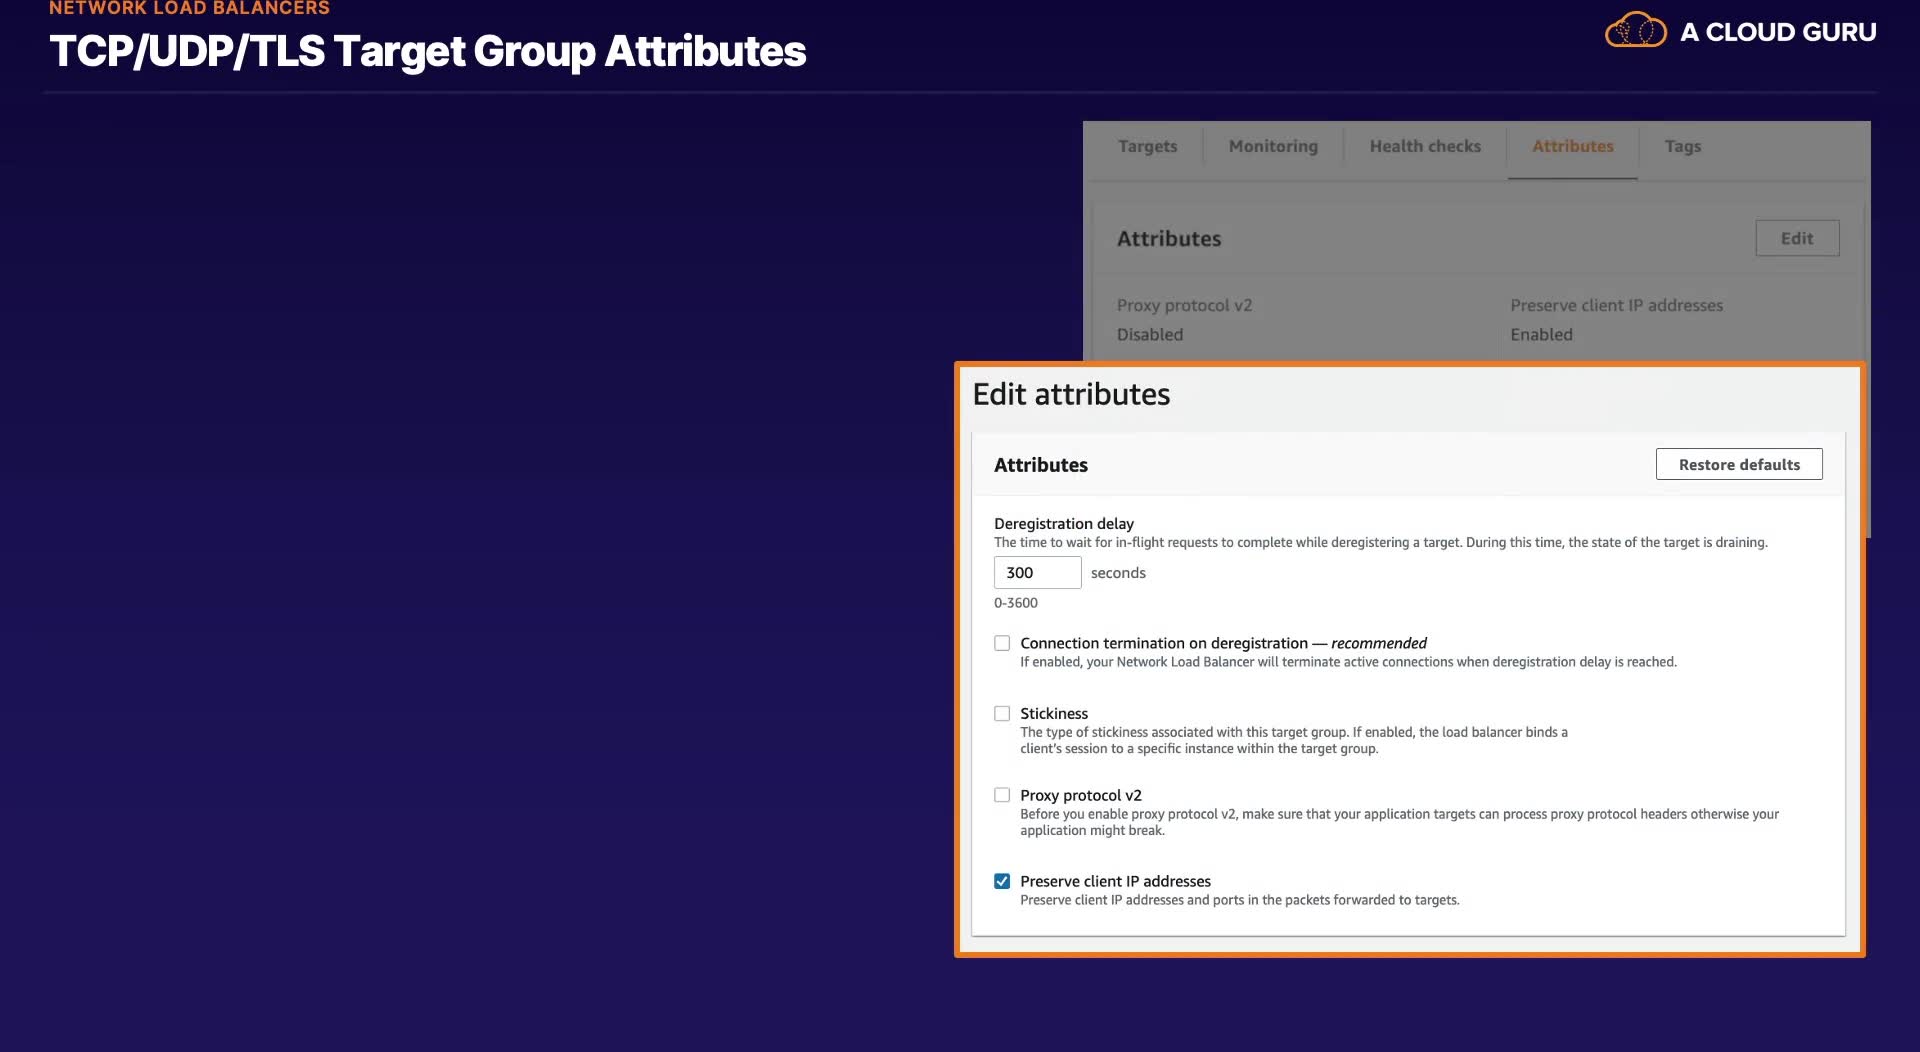 NETWORK LOAD BALANCERS
TCP/UDP/TLS Target Group Attributes
A CLOUD GURU
Targets
Monitoring
Health checks
Attributes
Tags
Attributes
Edit
Proxy protocol v2
Preserve client IP addresses
Disabled
Enabled
Edit attributes
Attributes
Restore defaults
Deregistration delay
The time to wait for in-flight requests to complete while deregistering a target. During this time, the state of the target is draining.
300 seconds
0-3600
Connection termination on deregistration — recommended
If enabled, your Network Load Balancer will terminate active connections when deregistration delay is reached.
Stickiness
The type of stickiness associated with this target group. If enabled, the load balancer binds a
client's session to a specific instance within the target group.
Proxy protocol v2
Before you enable proxy protocol v2, make sure that your application targets can process proxy protocol headers otherwise your
application might break.
Preserve client IP addresses
Preserve client IP addresses and ports in the packets forwarded to targets.